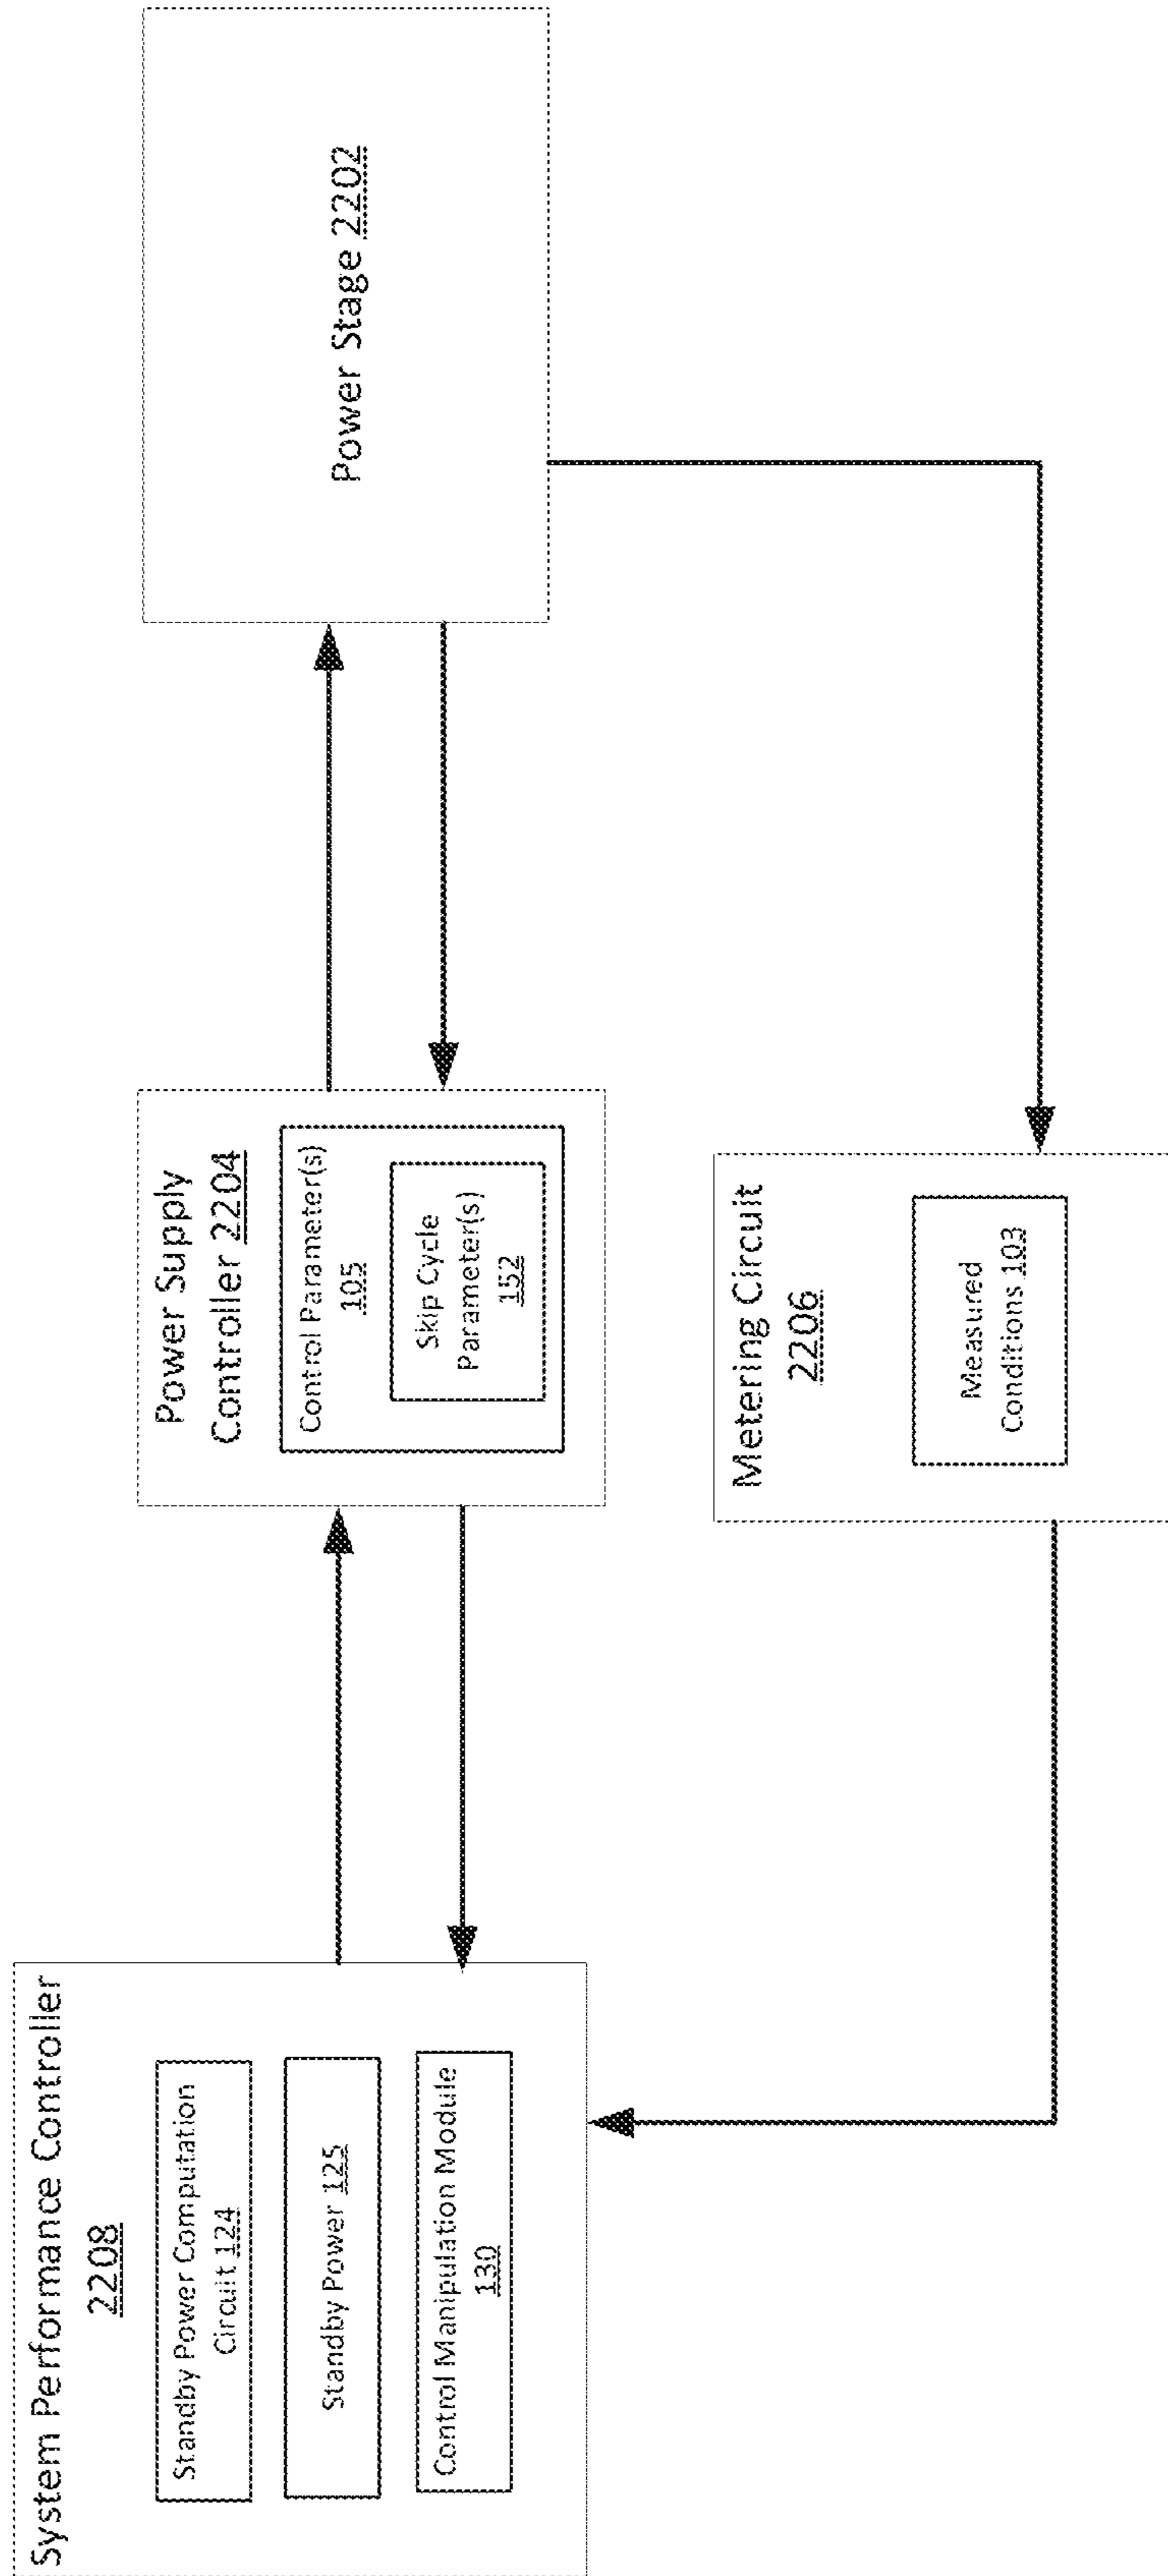 System Performance Controller
2208
Standby Power Computation
Circuit 124
Standby Power 125
Control Manipulation Module
130
Power Supply
Controller 2204
Control Parameter(s)
105
Skip Cycle
Parameter(s)
152
Power Stage 2202
Metering Circuit
2206
Measured
Conditions 103